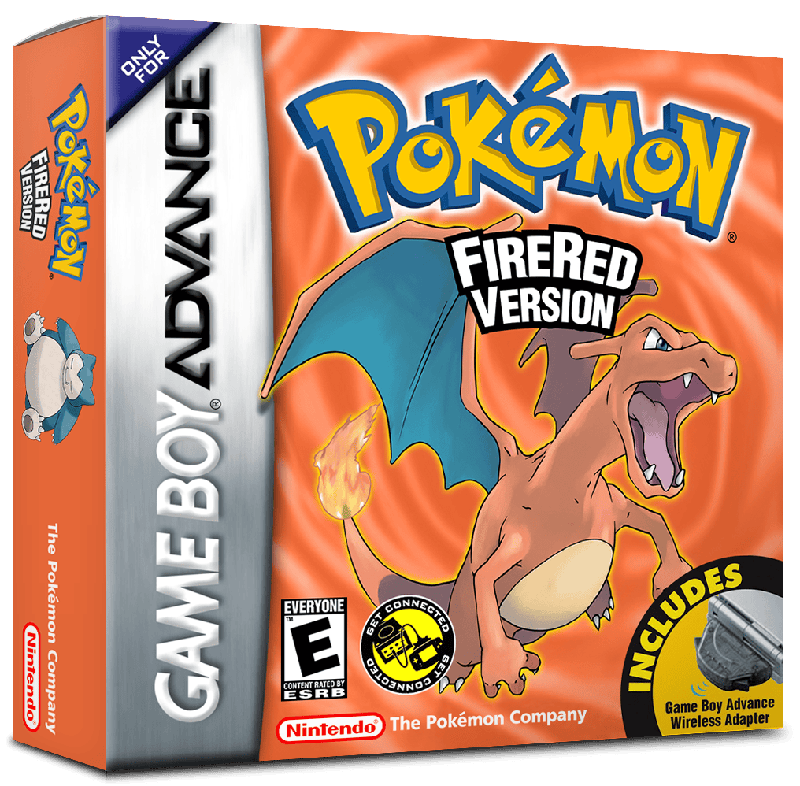 POKéMON
FIRERED
VERSION
The Pokémon Company
Nintendo
ONLY
FOR
GAME BOY ADVANCE
®
POKéMON
®
FIRERED
VERSION
EVERYONE
™
E
CONTENT RATED BY
ESRB
GET CONNECTED
GET CONNECTED
Nintendo®
The Pokémon Company
INCLUDES
Game Boy Advance
Wireless Adapter